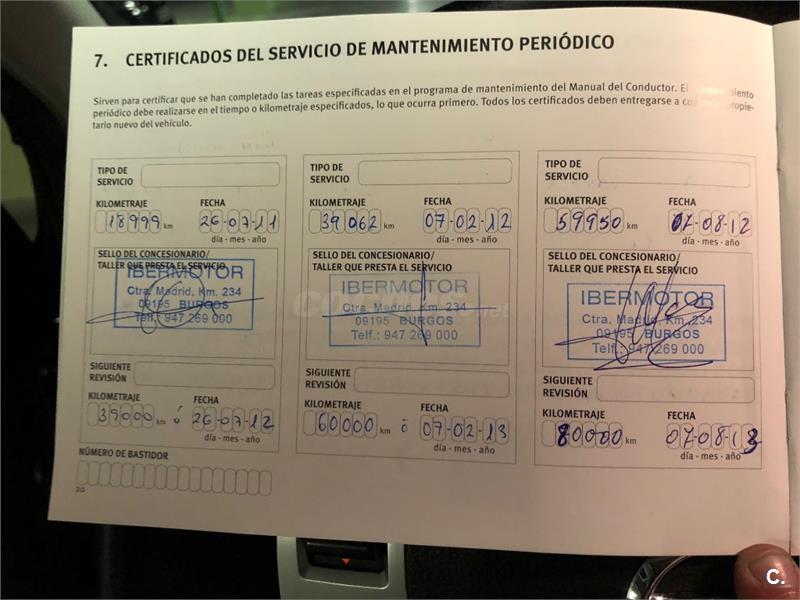 7. CERTIFICADOS DEL SERVICIO DE MANTENIMIENTO PERIÓDICO
Sirven para certificar que se han completado las tareas especificadas en el programa de mantenimiento del Manual del Conductor. El mantenimiento
periódico debe realizarse en el tiempo o kilometraje especificados, lo que ocurra primero. Todos los certificados deben entregarse a cualquier propie-
tario nuevo del vehículo.
TIPO DE
SERVICIO
KILOMETRAJE FECHA
18999 km 26-07-11
día - mes - año
SELLO DEL CONCESIONARIO/
TALLER QUE PRESTA EL SERVICIO
IBERMOTOR
Ctra. Madrid, Km. 234
09195 BURGOS
Telf.: 947 269 000
SIGUIENTE
REVISIÓN
KILOMETRAJE FECHA
39000 km ó 26-07-12
día - mes - año
NÚMERO DE BASTIDOR
20
TIPO DE
SERVICIO
KILOMETRAJE FECHA
39062 km 07-02-12
día - mes - año
SELLO DEL CONCESIONARIO/
TALLER QUE PRESTA EL SERVICIO
IBERMOTOR
Ctra. Madrid, Km. 234
09195 BURGOS
Telf.: 947 269 000
SIGUIENTE
REVISIÓN
KILOMETRAJE FECHA
60000 km ó 07-02-13
día - mes - año
TIPO DE
SERVICIO
KILOMETRAJE FECHA
59950 km 07-08-12
día - mes - año
SELLO DEL CONCESIONARIO/
TALLER QUE PRESTA EL SERVICIO
IBERMOTOR
Ctra. Madrid, Km. 234
09195 BURGOS
Telf.: 947 269 000
SIGUIENTE
REVISIÓN
KILOMETRAJE FECHA
80000 km 07-08-13
día - mes - año
C.